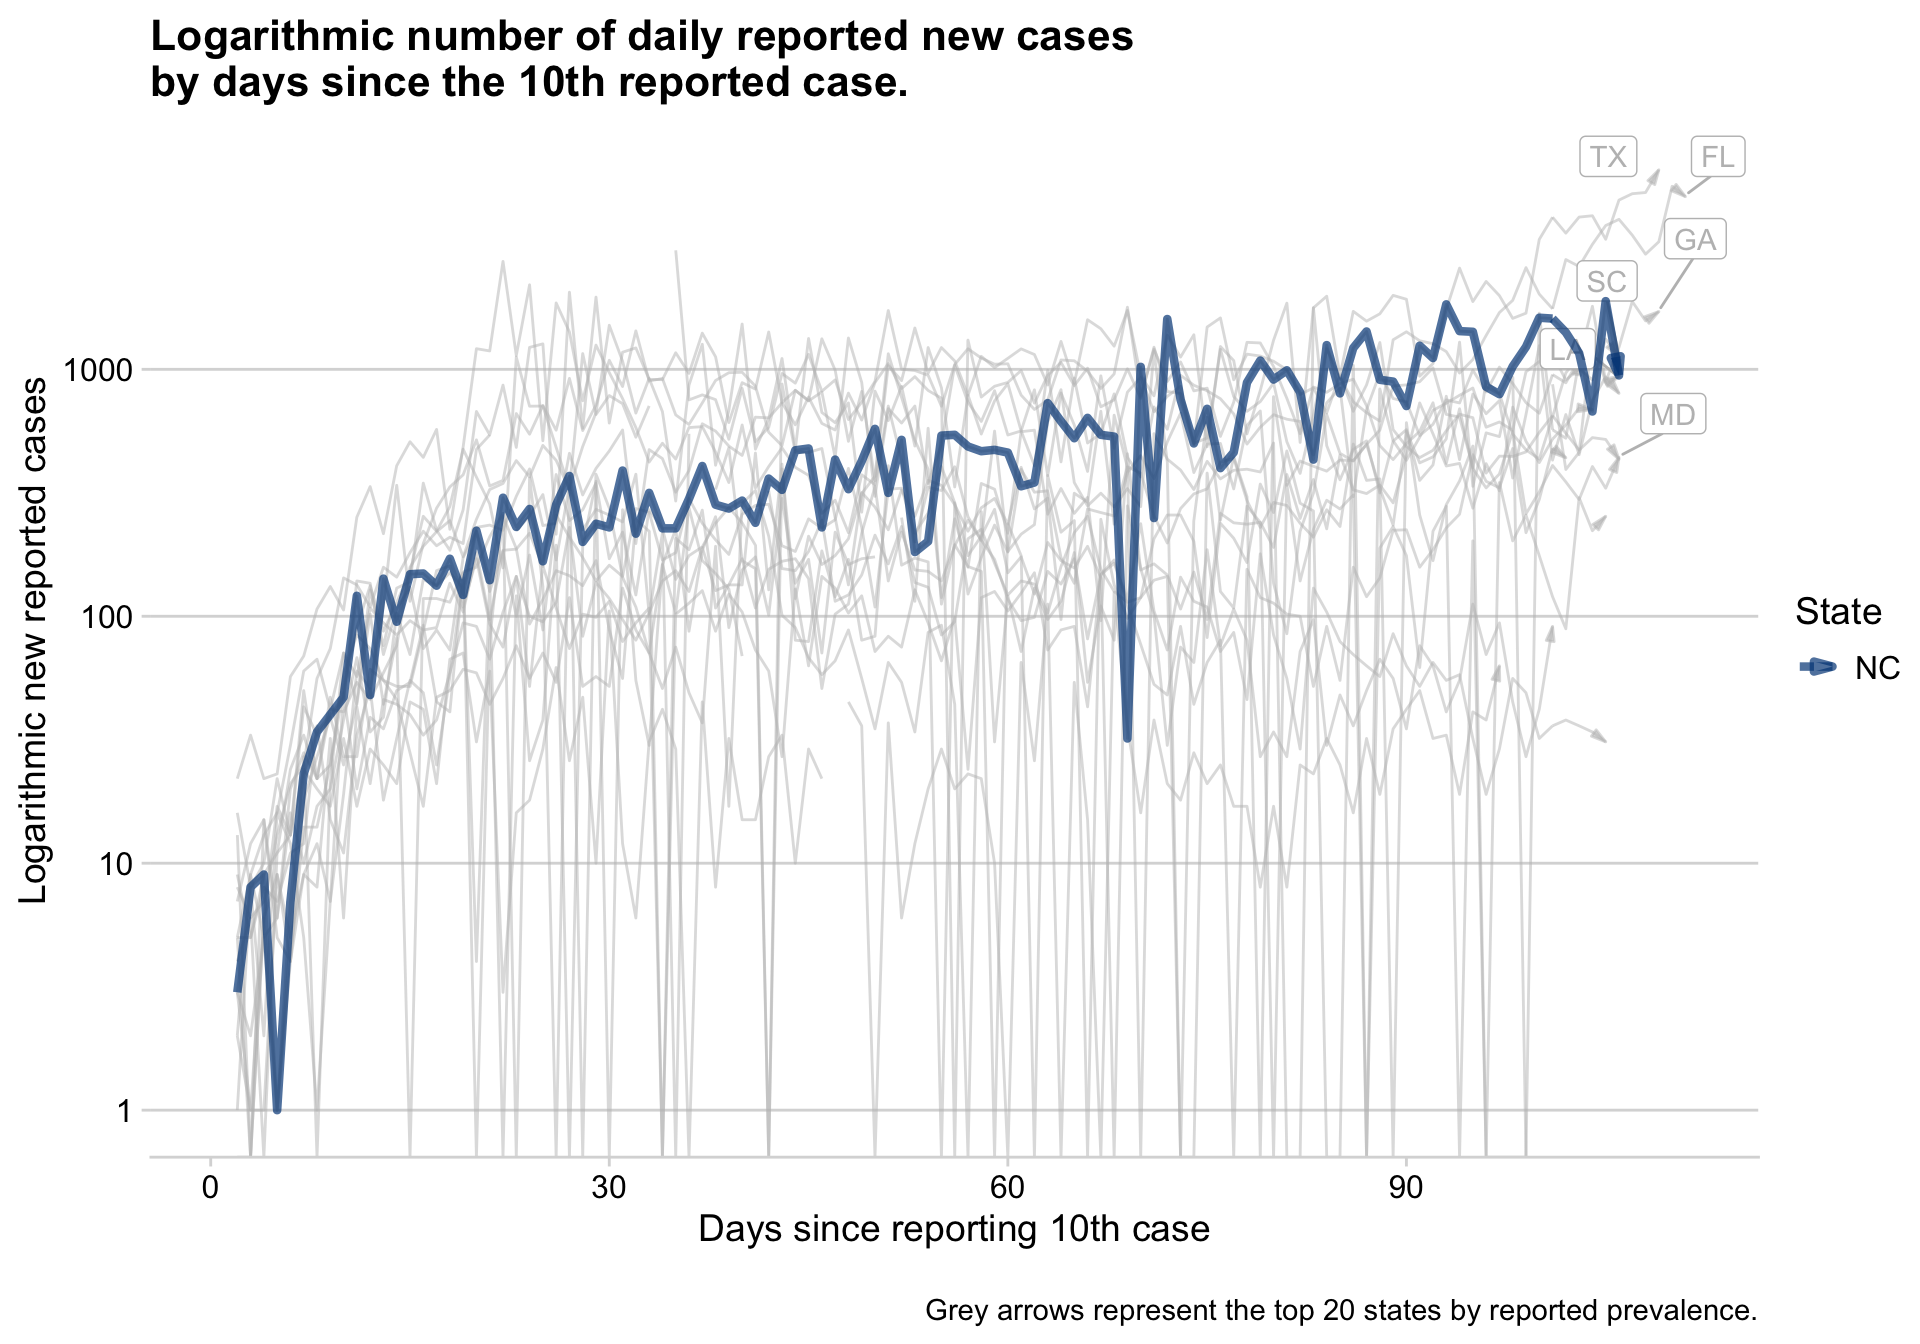 Logarithmic number of daily reported new cases
by days since the 10th reported case.
TX
FL
GA
SC
LA
MD
Logarithmic new reported cases
1000
100
10
1
0
30
60
90
Days since reporting 10th case
State
NC
Grey arrows represent the top 20 states by reported prevalence.